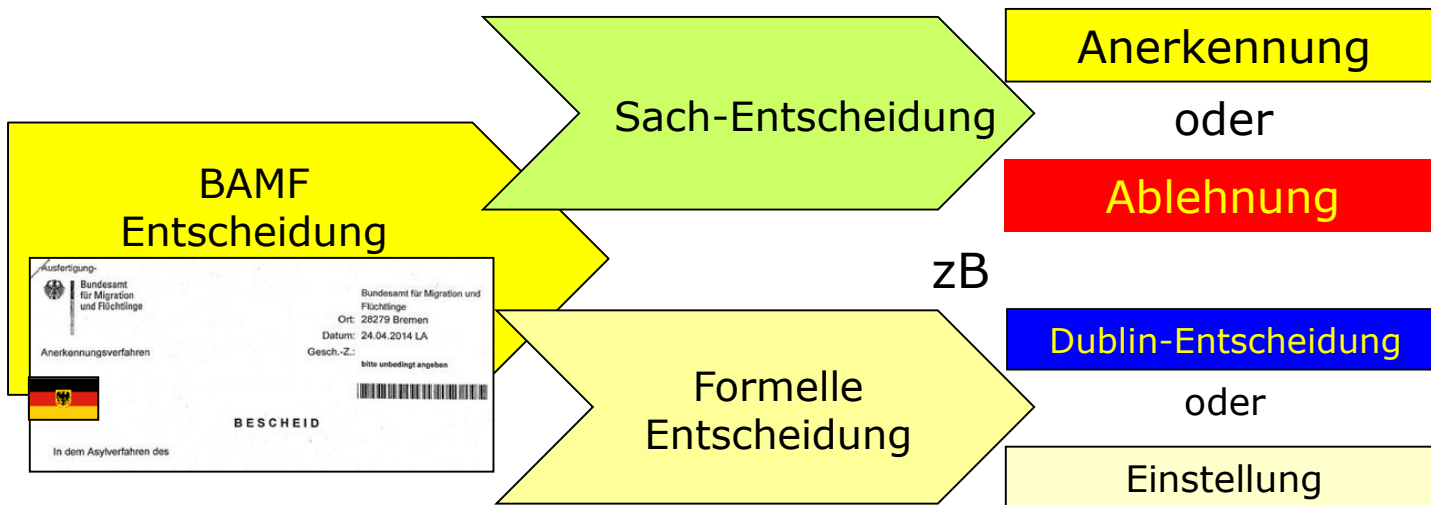 BAMF
Entscheidung
Ausfertigung-
Bundesamt
für Migration
und Flüchtlinge
Bundesamt für Migration und
Flüchtlinge
Ort: 28279 Bremen
Datum: 24.04.2014 LA
Anerkennungsverfahren
Gesch.-Z.:
bitte unbedingt angeben
BESCHEID
In dem Asylverfahren des
Sach-Entscheidung
Anerkennung
oder
Ablehnung
zB
Formelle
Entscheidung
Dublin-Entscheidung
oder
Einstellung